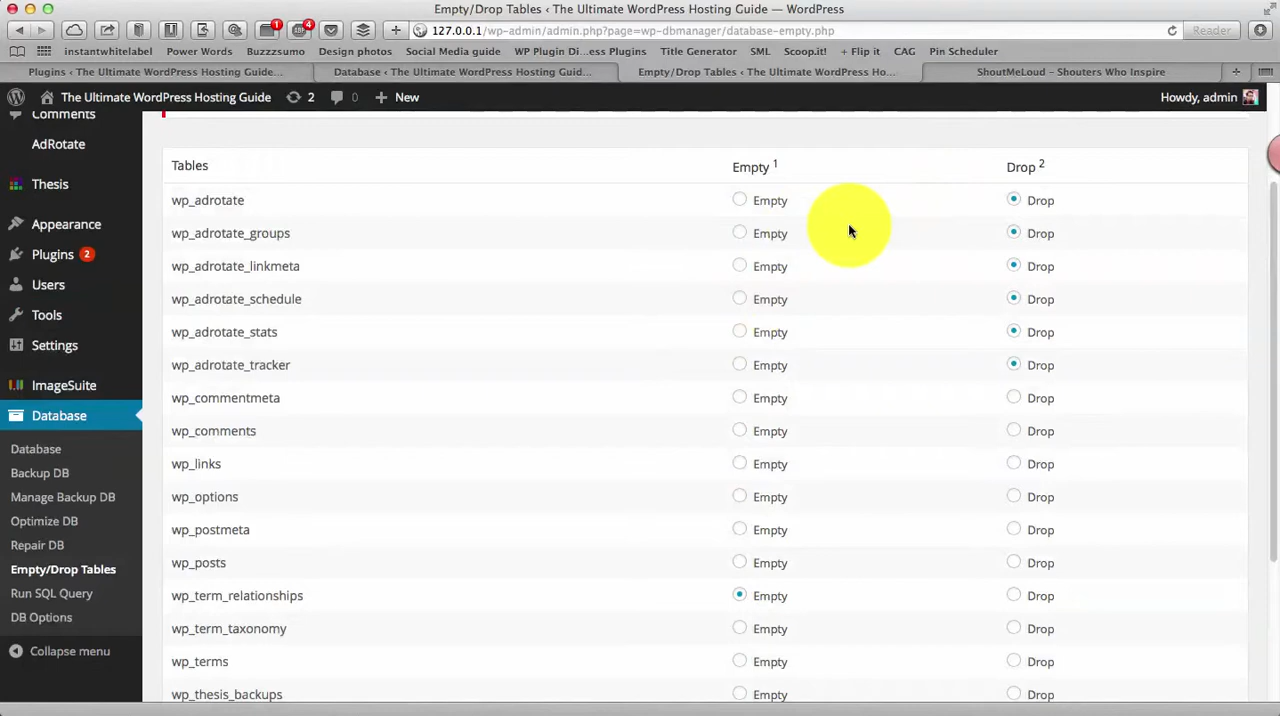 Empty/Drop Tables ‹ The Ultimate WordPress Hosting Guide — WordPress
1
4
127.0.0.1/wp-admin/admin.php?page=wp-dbmanager/database-empty.php
Reader
instantwhitelabel Power Words Buzzzsumo Design photos Social Media guide WP Plugin Di...ess Plugins Title Generator SML Scoopit! + Flip it CAG Pin Scheduler
Plugins ‹ The Ultimate WordPress Hosting Guide... Database ‹ The Ultimate WordPress Hosting Guid... Empty/Drop Tables ‹ The Ultimate WordPress Ho... ShoutMeLoud — Shouters Who Inspire
The Ultimate WordPress Hosting Guide 2 0 New Howdy, admin
Comments
AdRotate
Thesis
Appearance
Plugins 2
Users
Tools
Settings
ImageSuite
Database
Database
Backup DB
Manage Backup DB
Optimize DB
Repair DB
Empty/Drop Tables
Run SQL Query
DB Options
Collapse menu
Tables Empty 1 Drop 2
wp_adrotate Empty Drop
wp_adrotate_groups Empty Drop
wp_adrotate_linkmeta Empty Drop
wp_adrotate_schedule Empty Drop
wp_adrotate_stats Empty Drop
wp_adrotate_tracker Empty Drop
wp_commentmeta Empty Drop
wp_comments Empty Drop
wp_links Empty Drop
wp_options Empty Drop
wp_postmeta Empty Drop
wp_posts Empty Drop
wp_term_relationships Empty Drop
wp_term_taxonomy Empty Drop
wp_terms Empty Drop
wp_thesis_backups Empty Drop